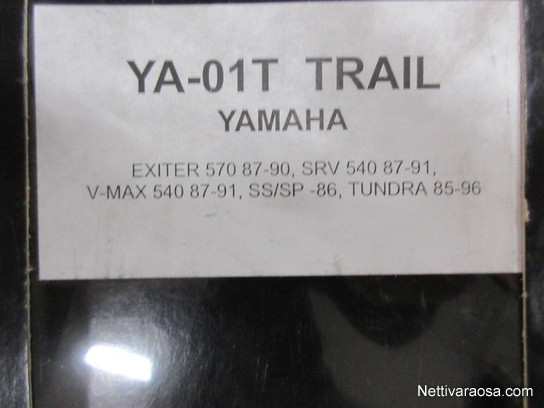 YA-01T TRAIL
YAMAHA
EXITER 570 87-90, SRV 540 87-91,
V-MAX 540 87-91, SS/SP -86, TUNDRA 85-96
Nettivaraosa.com